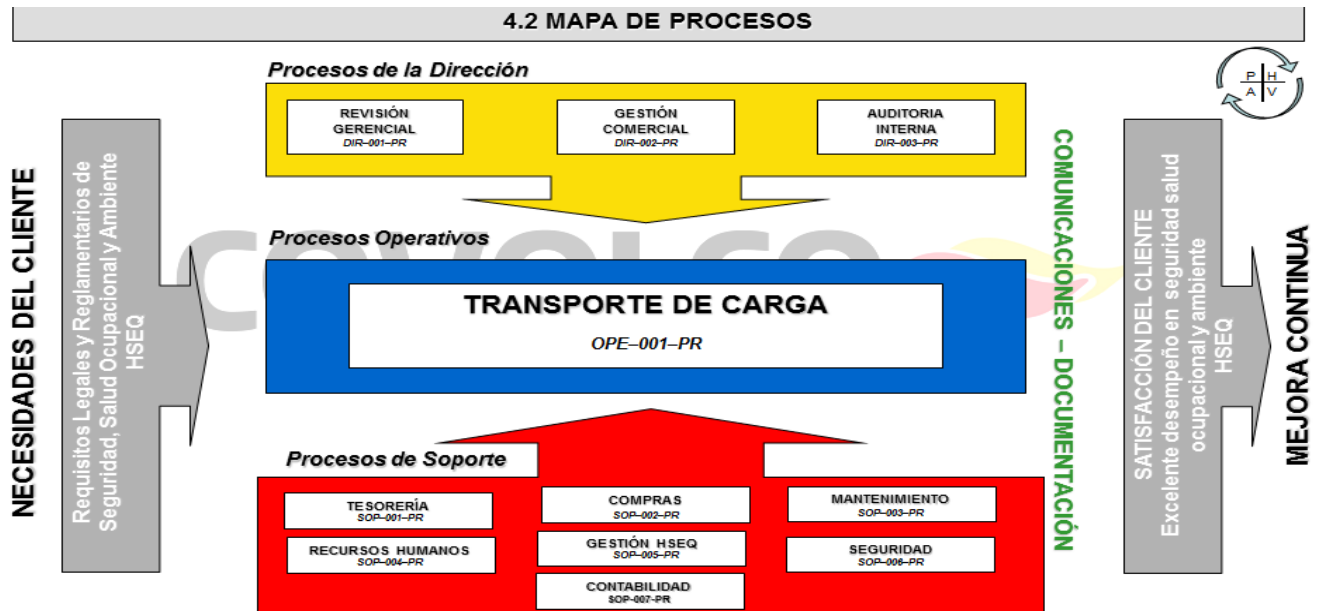 4.2 MAPA DE PROCESOS
Procesos de la Dirección
P H
A V
REVISIÓN
GERENCIAL
DIR–001–PR
GESTIÓN
COMERCIAL
DIR–002–PR
AUDITORIA
INTERNA
DIR–003–PR
NECESIDADES DEL CLIENTE
Requisitos Legales y Reglamentarios de
Seguridad, Salud Ocupacional y Ambiente
HSEQ
Procesos Operativos
TRANSPORTE DE CARGA
OPE–001–PR
Procesos de Soporte
TESORERÍA
SOP–001–PR
COMPRAS
SOP–002–PR
MANTENIMIENTO
SOP–003–PR
RECURSOS HUMANOS
SOP–004–PR
GESTIÓN HSEQ
SOP–005–PR
SEGURIDAD
SOP–006–PR
CONTABILIDAD
SOP-007-PR
COMUNICACIONES – DOCUMENTACIÓN
SATISFACCIÓN DEL CLIENTE
Excelente desempeño en seguridad salud
ocupacional y ambiente
HSEQ
MEJORA CONTINUA